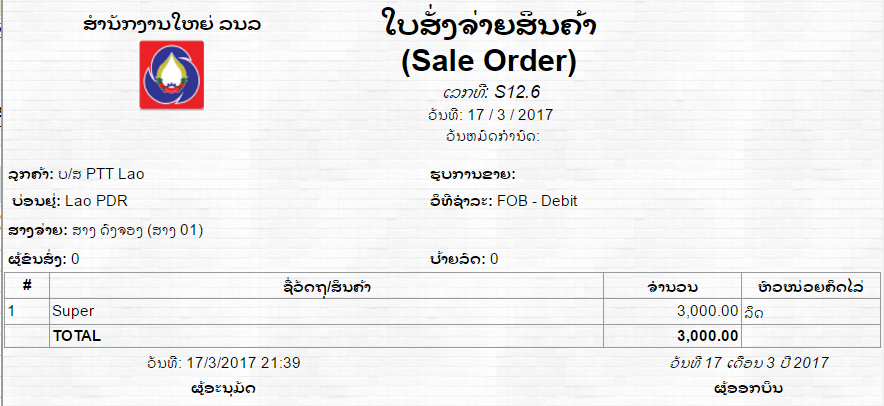 ສຳນັກງານໃຫຍ່ ລນລ
ໃບສັ່ງຈ່າຍສິນຄ້າ
(Sale Order)
ເລກທີ: S12.6
ວັນທີ: 17 / 3 / 2017
ວັນຫມົດກຳນົດ:
ລູກຄ້າ: ບ/ສ PTT Lao
ຮູບການຂາຍ:
ບ່ອນຢູ່: Lao PDR
ວິທີຊຳລະ: FOB - Debit
ສາງຈ່າຍ: ສາງ ດົງຈອງ (ສາງ 01)
ຜູ້ຂົນສົ່ງ: 0
ປ້າຍລົດ: 0
# ຊື່ວັດຖຸ/ສິນຄ້າ ຈຳນວນ ຫົວໜ່ວຍຄິດໄລ່
1 Super 3,000.00 ລິດ
TOTAL 3,000.00
ວັນທີ: 17/3/2017 21:39
ວັນທີ 17 ເດືອນ 3 ປີ 2017
ຜູ້ອະນຸມັດ
ຜູ້ອອກບິນ